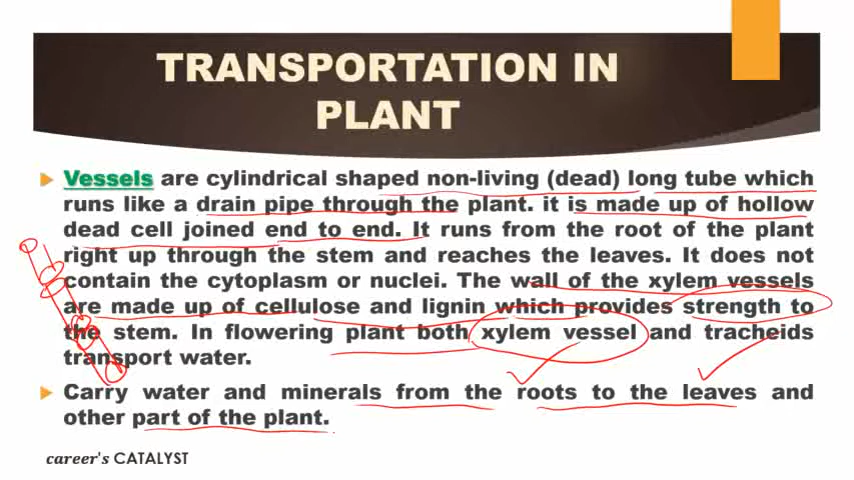 TRANSPORTATION IN
PLANT
Vessels are cylindrical shaped non-living (dead) long tube which
runs like a drain pipe through the plant. it is made up of hollow
dead cell joined end to end. It runs from the root of the plant
right up through the stem and reaches the leaves. It does not
contain the cytoplasm or nuclei. The wall of the xylem vessels
are made up of cellulose and lignin which provides strength to
the stem. In flowering plant both xylem vessel and tracheids
transport water.
Carry water and minerals from the roots to the leaves and
other part of the plant.
career's CATALYST